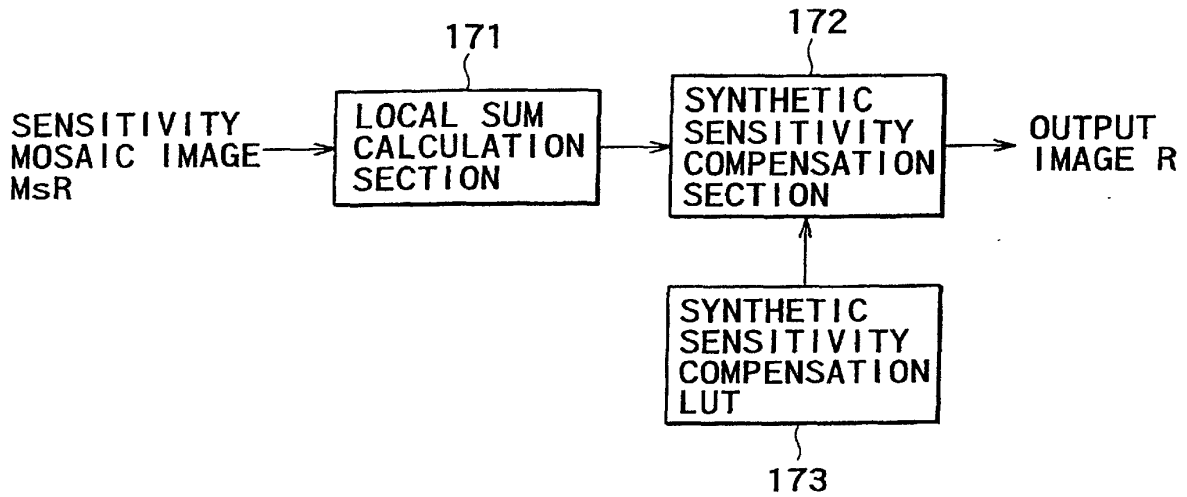 171
172
SENSITIVITY
MOSAIC IMAGE
MsR
LOCAL SUM
CALCULATION
SECTION
SYNTHETIC
SENSITIVITY
COMPENSATION
SECTION
OUTPUT
IMAGE R
SYNTHETIC
SENSITIVITY
COMPENSATION
LUT
173